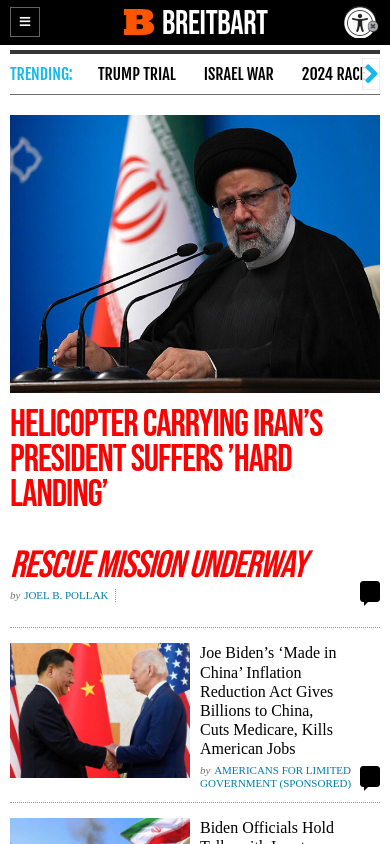 BREITBART
TRENDING:
TRUMP TRIAL
ISRAEL WAR
2024 RACE
HELICOPTER CARRYING IRAN’S
PRESIDENT SUFFERS ’HARD
LANDING’
RESCUE MISSION UNDERWAY
by JOEL B. POLLAK
Joe Biden’s ‘Made in
China’ Inflation
Reduction Act Gives
Billions to China,
Cuts Medicare, Kills
American Jobs
by AMERICANS FOR LIMITED
GOVERNMENT (SPONSORED)
Biden Officials Hold